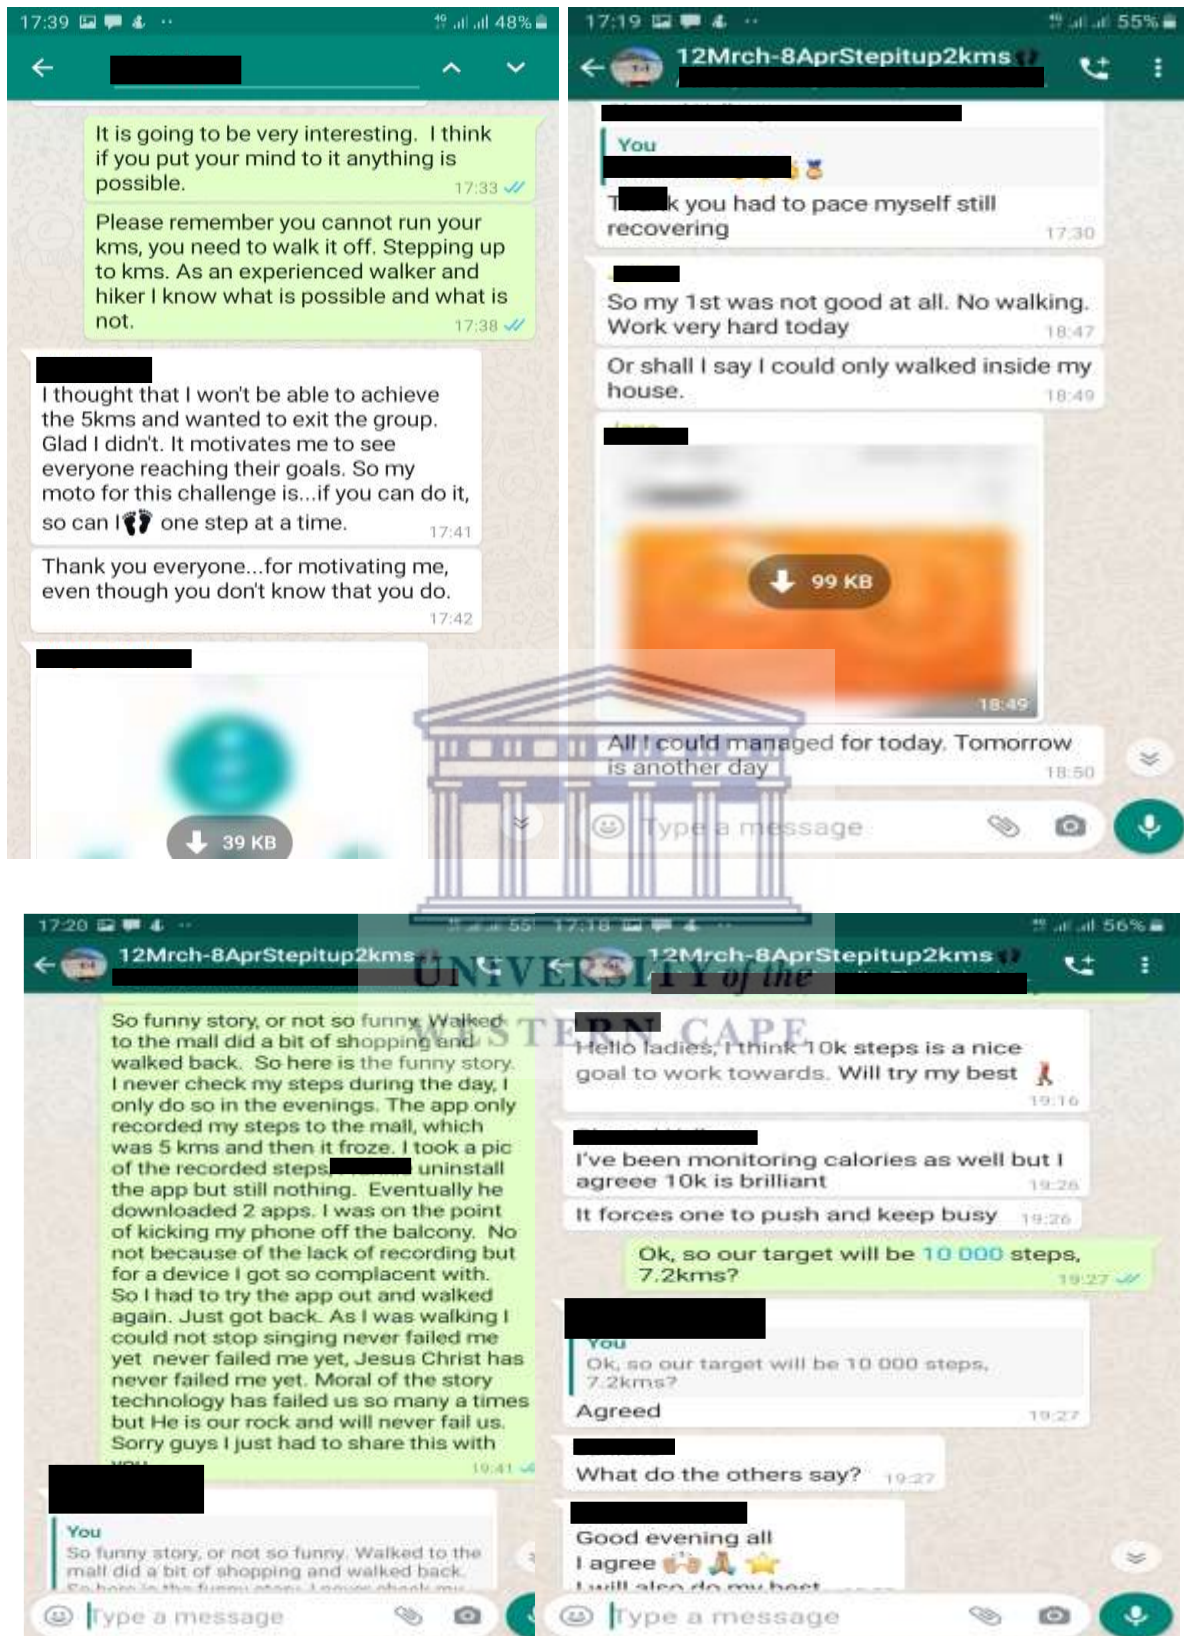 17:39
48%
It is going to be very interesting. I think
if you put your mind to it anything is
possible.
17:33
Please remember you cannot run your
kms, you need to walk it off. Stepping up
to kms. As an experienced walker and
hiker I know what is possible and what is
not.
17:38
I thought that I won't be able to achieve
the 5kms and wanted to exit the group.
Glad I didn't. It motivates me to see
everyone reaching their goals. So my
moto for this challenge is...if you can do it,
so can I👣 one step at a time.
17:41
Thank you everyone...for motivating me,
even though you don't know that you do.
17:42
39 KB
17:19
55%
12Mrch-8AprStepitup2kms
You
you had to pace myself still
recovering
17:30
So my 1st was not good at all. No walking.
Work very hard today
18:47
Or shall I say I could only walked inside my
house.
18:49
99 KB
18:49
All I could managed for today. Tomorrow
is another day
18:50
Type a message
UNIVERSITY of the
WESTERN CAPE
17:20
55
12Mrch-8AprStepitup2kms
So funny story, or not so funny. Walked
to the mall did a bit of shopping and
walked back. So here is the funny story.
I never check my steps during the day, I
only do so in the evenings. The app only
recorded my steps to the mall, which
was 5 kms and then it froze. I took a pic
of the recorded steps, uninstall
the app but still nothing. Eventually he
downloaded 2 apps. I was on the point
of kicking my phone off the balcony. No
not because of the lack of recording but
for a device I got so complacent with.
So I had to try the app out and walked
again. Just got back. As I was walking I
could not stop singing never failed me
yet never failed me yet, Jesus Christ has
never failed me yet. Moral of the story
technology has failed us so many a times
but He is our rock and will never fail us.
Sorry guys I just had to share this with
19:41
You
So funny story, or not so funny. Walked to the
mall did a bit of shopping and walked back.
Type a message
17:18
56%
12Mrch-8AprStepitup2kms
Hello ladies, I think 10k steps is a nice
goal to work towards. Will try my best
19:16
I've been monitoring calories as well but I
agreee 10k is brilliant
19:26
It forces one to push and keep busy
19:26
Ok, so our target will be 10 000 steps,
7.2kms?
19:27
You
Ok, so our target will be 10 000 steps,
7.2kms?
Agreed
19:27
What do the others say?
19:27
Good evening all
I agree 🙌🙏⭐
I will also do my best
Type a message